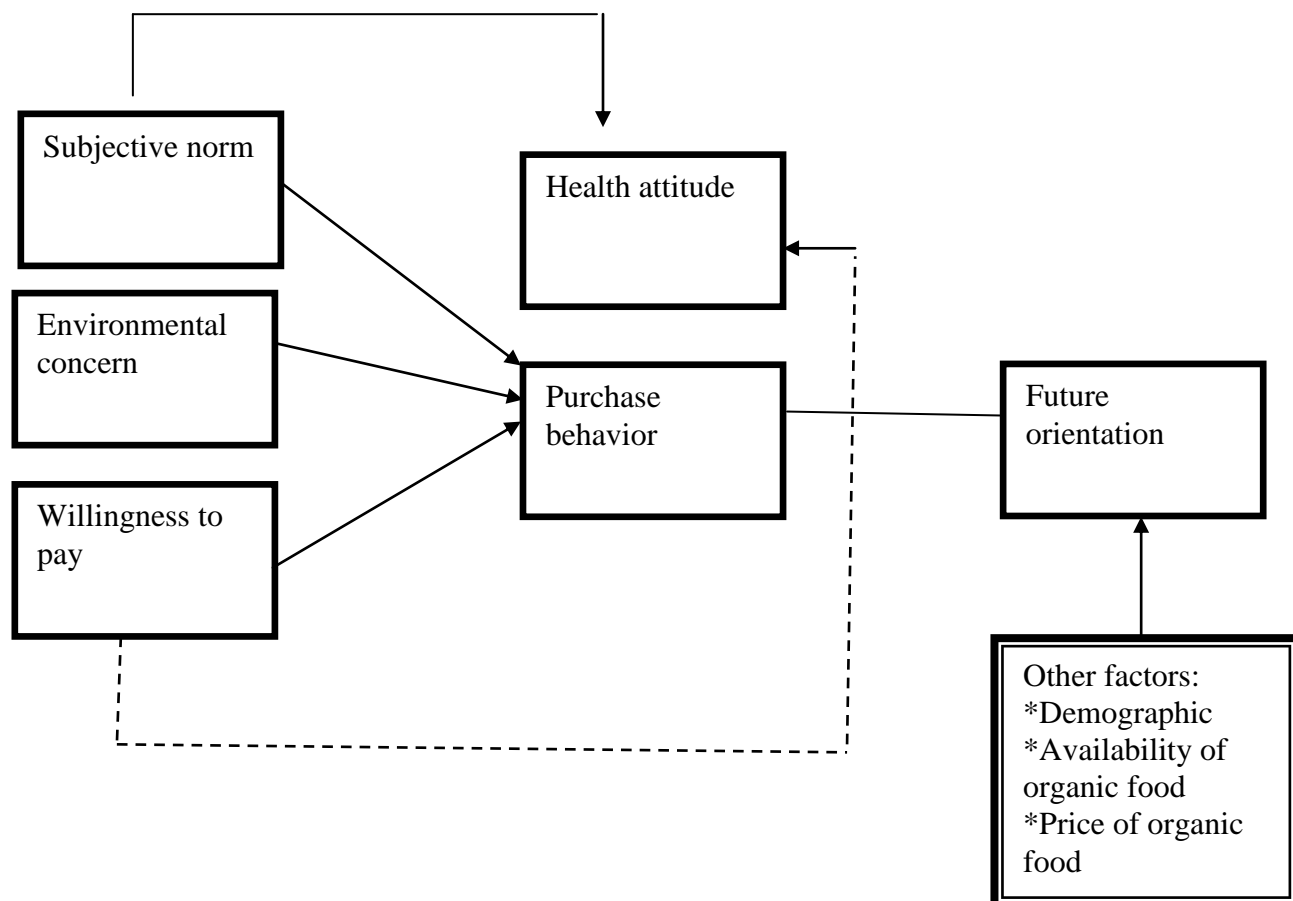 Subjective norm
Health attitude
Environmental
concern
Purchase
behavior
Future
orientation
Willingness to
pay
Other factors:
*Demographic
*Availability of
organic food
*Price of organic
food